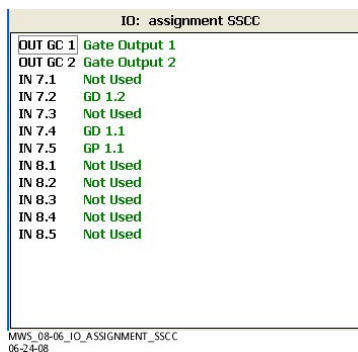 IO: assignment SSCC
OUT GC 1 Gate Output 1
OUT GC 2 Gate Output 2
IN 7.1 Not Used
IN 7.2 GD 1.2
IN 7.3 Not Used
IN 7.4 GD 1.1
IN 7.5 GP 1.1
IN 8.1 Not Used
IN 8.2 Not Used
IN 8.3 Not Used
IN 8.4 Not Used
IN 8.5 Not Used
MWS_08-06_IO_ASSIGNMENT_SSCC
06-24-08